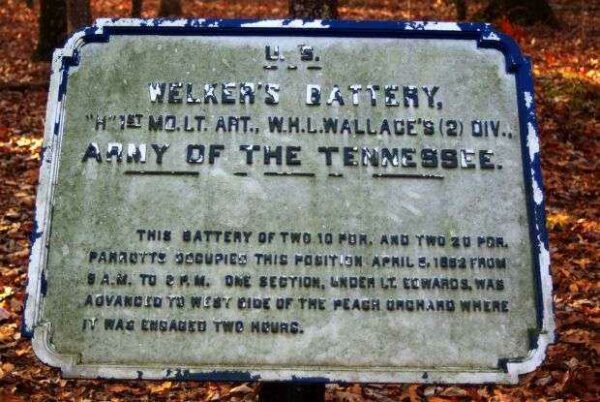 U.S.
WELKER'S BATTERY,
"H" 1ST MO. LT. ART., W.H.L. WALLACE'S (2) DIV.,
ARMY OF THE TENNESSEE.
THIS BATTERY OF TWO 10 PDR. AND TWO 20 PDR.
PARROTTS OCCUPIED THIS POSITION APRIL 6, 1862 FROM
8 A.M. TO 2 P.M. ONE SECTION, UNDER LT. EDWARDS, WAS
ADVANCED TO WEST SIDE OF THE PEACH ORCHARD WHERE
IT WAS ENGAGED TWO HOURS.